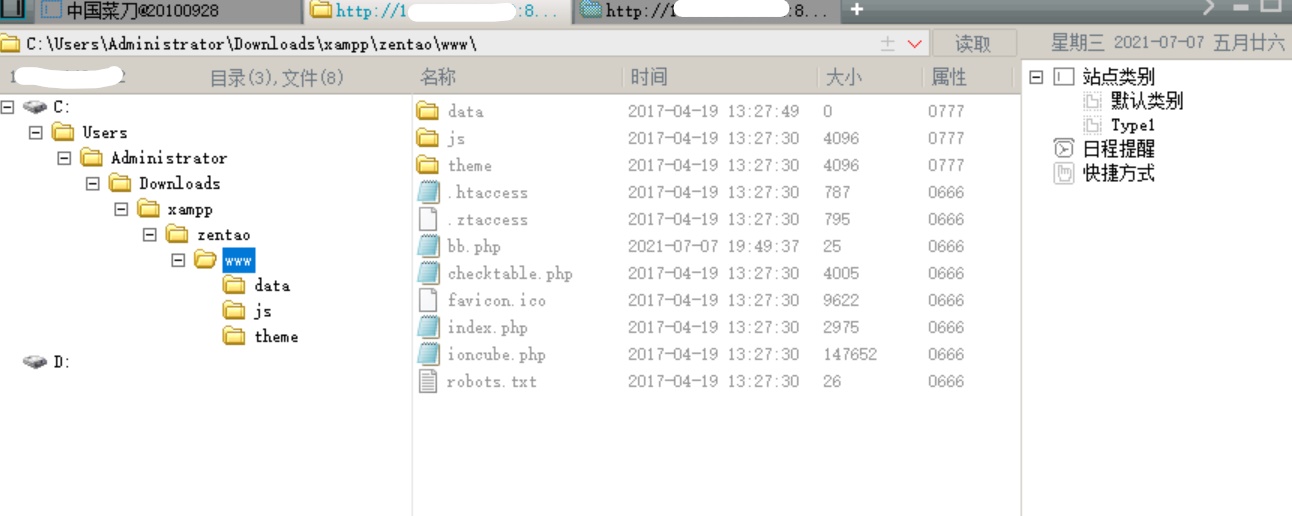 中国菜刀@20100928 http://1 :8... http://1 :8... +
C:\Users\Administrator\Downloads\xampp\zentao\www\ 读取 星期三 2021-07-07 五月廿六
目录(3),文件(8) 名称 时间 大小 属性
C:
Users
Administrator
Downloads
xampp
zentao
www
data
js
theme
D:
data 2017-04-19 13:27:49 0 0777
js 2017-04-19 13:27:30 4096 0777
theme 2017-04-19 13:27:30 4096 0777
.htaccess 2017-04-19 13:27:30 787 0666
.ztaccess 2017-04-19 13:27:30 795 0666
bb.php 2021-07-07 19:49:37 25 0666
checktable.php 2017-04-19 13:27:30 4005 0666
favicon.ico 2017-04-19 13:27:30 9622 0666
index.php 2017-04-19 13:27:30 2975 0666
ioncube.php 2017-04-19 13:27:30 147652 0666
robots.txt 2017-04-19 13:27:30 26 0666
站点类别
默认类别
Type1
日程提醒
快捷方式